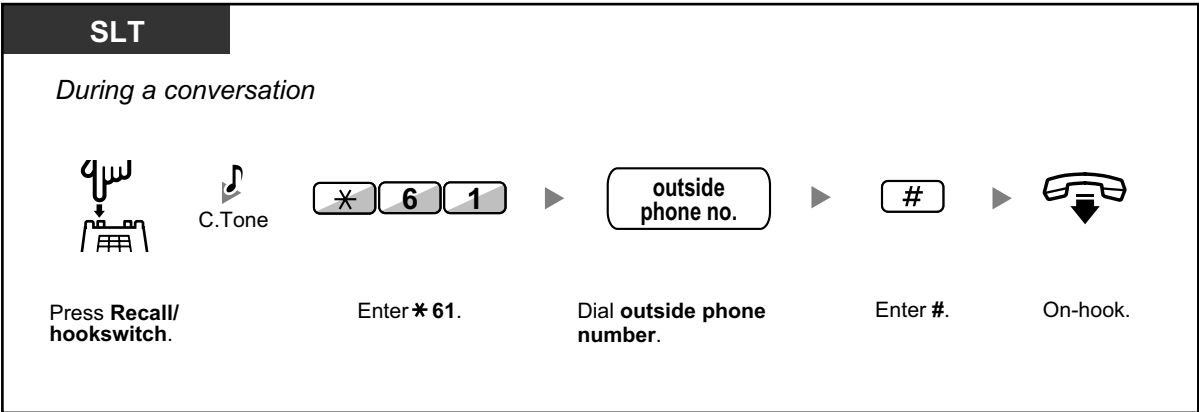 SLT
During a conversation
C.Tone
* 6 1
outside
phone no.
#
Press Recall/
hookswitch.
Enter * 61.
Dial outside phone
number.
Enter #.
On-hook.